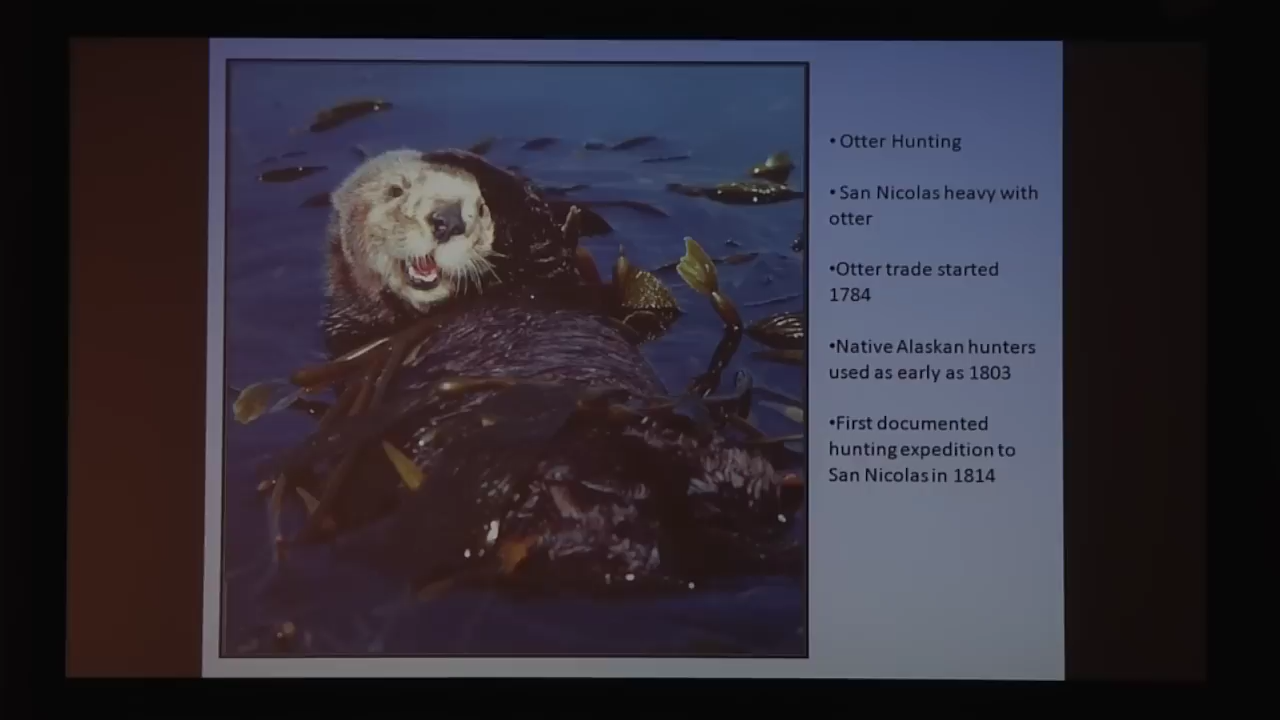 • Otter Hunting
• San Nicolas heavy with
otter
•Otter trade started
1784
•Native Alaskan hunters
used as early as 1803
•First documented
hunting expedition to
San Nicolas in 1814